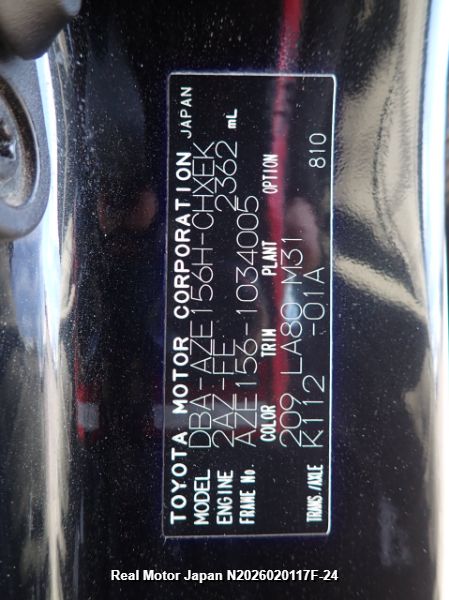 TOYOTA MOTOR CORPORATION JAPAN
MODEL DBA-AZE156H-CHXEK
ENGINE 2AZ-FE 2362 mL
FRAME No. AZE156-1034005
COLOR TRIM PLANT OPTION
209 LA80 M31 810
TRANS/AXLE K112 -01A
Real Motor Japan N2026020117F-24